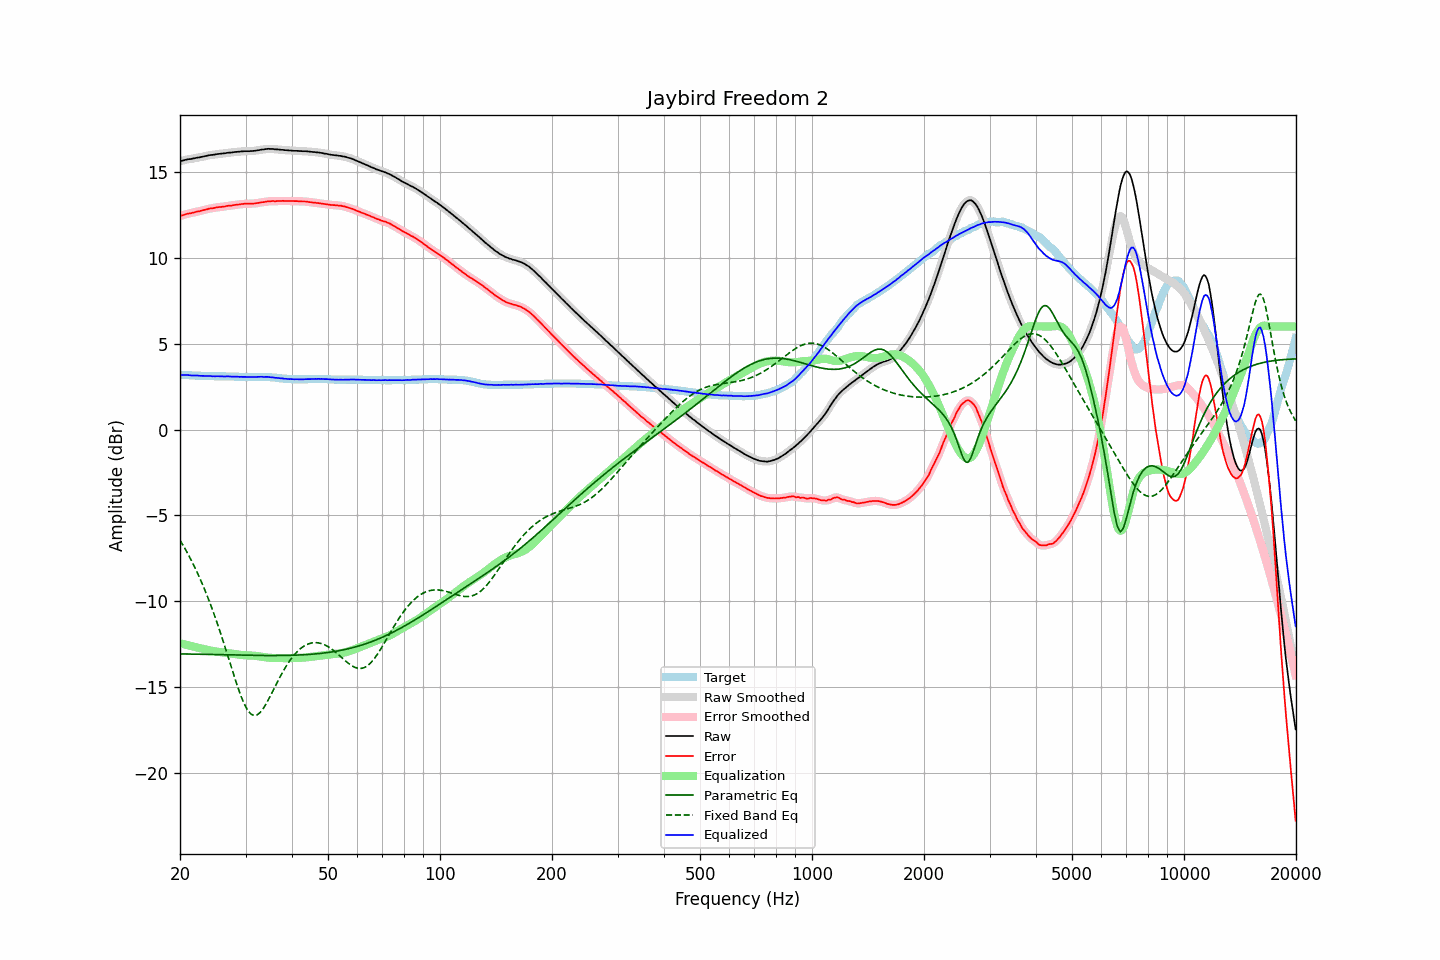 Jaybird Freedom 2
Amplitude (dBr)
15
10
5
0
−5
−10
−15
−20
Target
Raw Smoothed
Error Smoothed
Raw
Error
Equalization
Parametric Eq
Fixed Band Eq
Equalized
20
50
100
200
500
1000
2000
5000
10000
20000
Frequency (Hz)